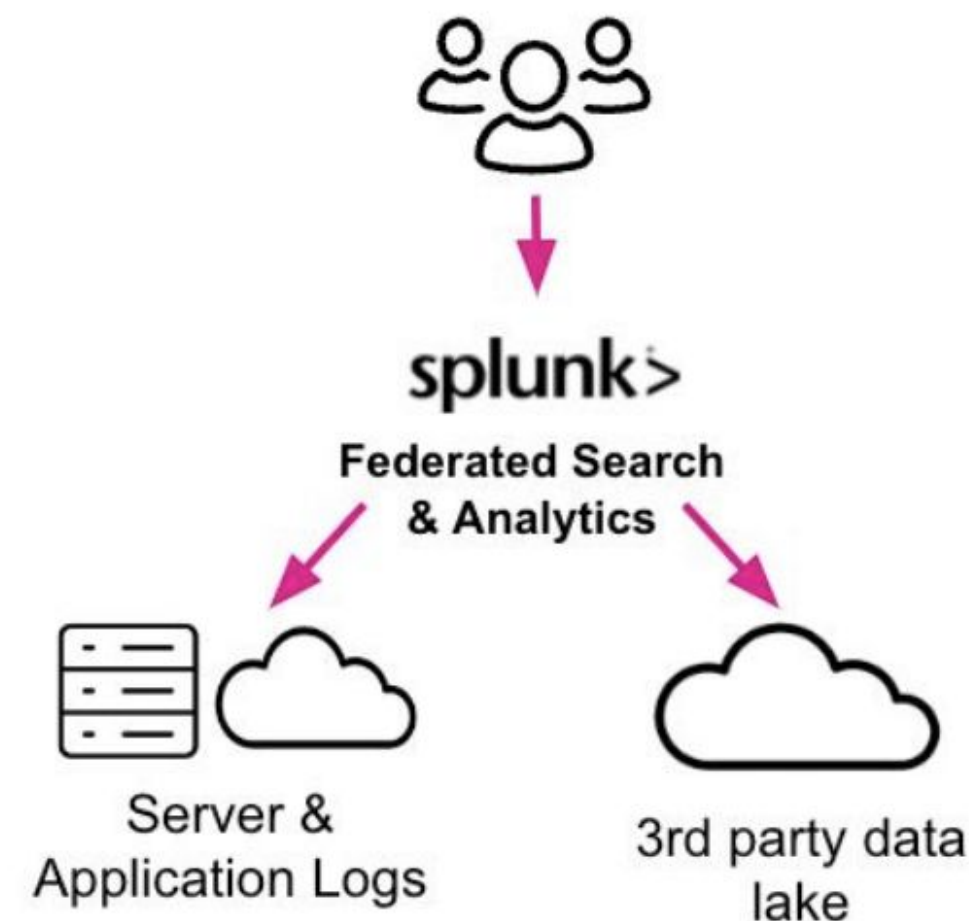 splunk>
Federated Search
& Analytics
Server &
Application Logs
3rd party data
lake